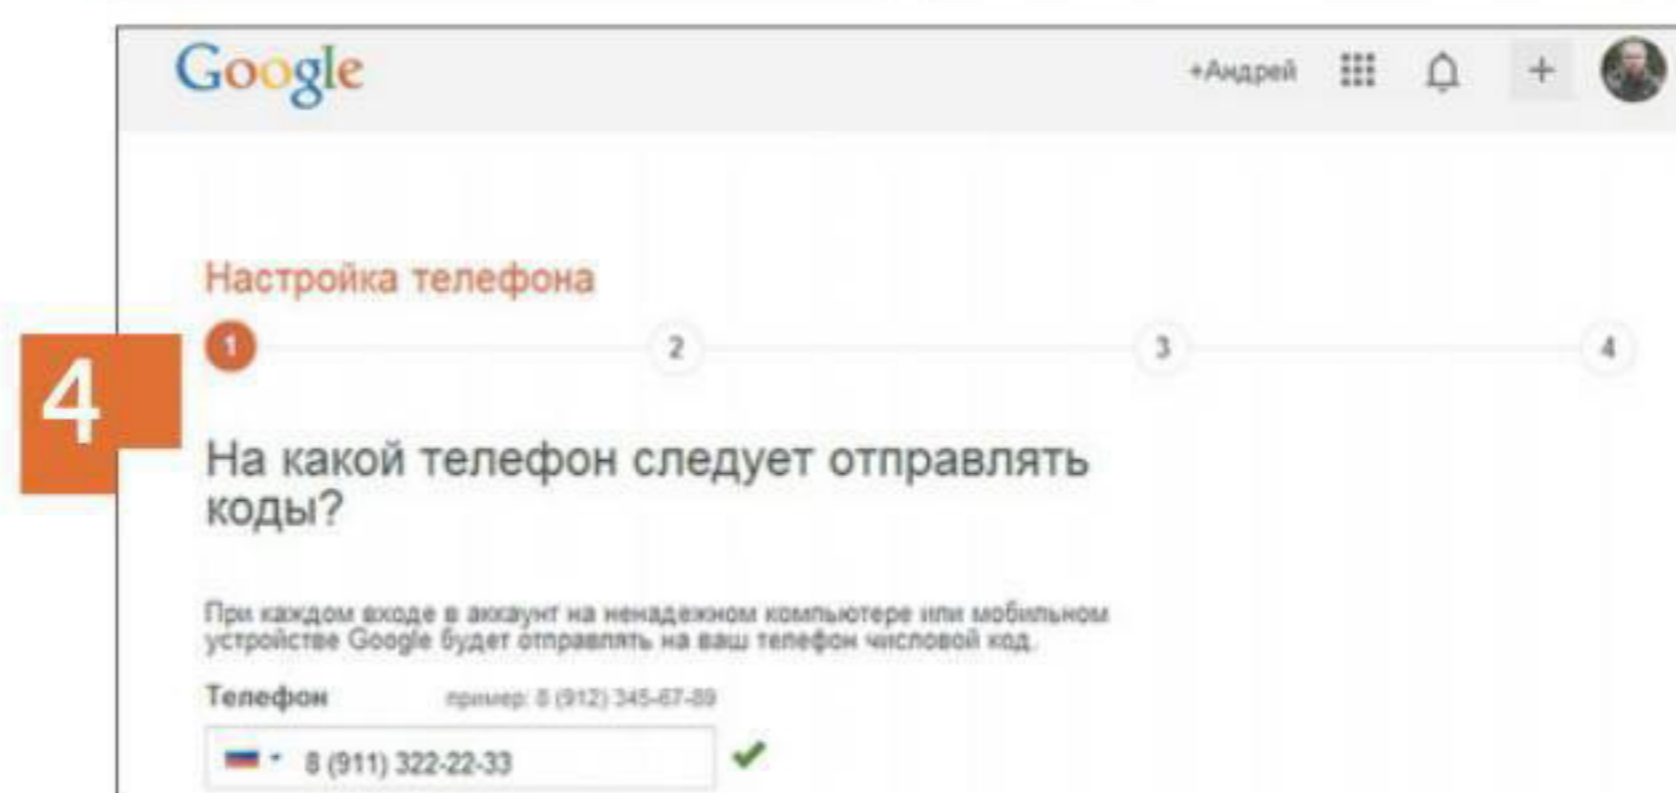 Google
+Андрей
Настройка телефона
1 2 3 4
4
На какой телефон следует отправлять
коды?
При каждом входе в аккаунт на ненадежном компьютере или мобильном
устройстве Google будет отправлять на ваш телефон числовой код.
Телефон пример: 8 (912) 345-67-89
8 (911) 322-22-33